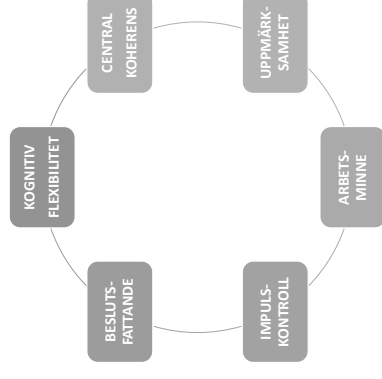 KOGNITIV
FLEXIBILITET
CENTRAL
KOHERENS
UPPMÄRK-
SAMHET
ARBETS-
MINNE
IMPULS-
KONTROLL
BESLUTS-
FATTANDE